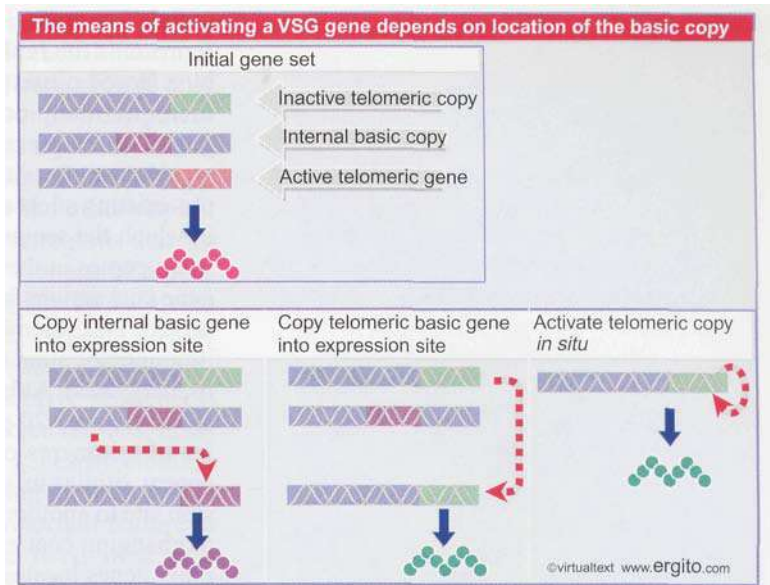 The means of activating a VSG gene depends on location of the basic copy
Initial gene set
Inactive telomeric copy
Internal basic copy
Active telomeric gene
Copy internal basic gene
into expression site
Copy telomeric basic gene
into expression site
Activate telomeric copy
in situ
©virtualtext www.ergito.com